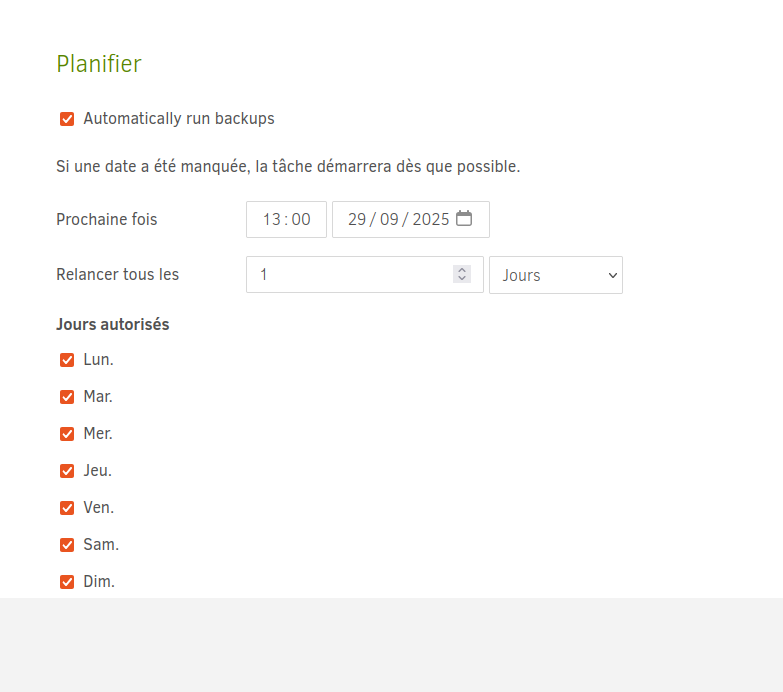 Planifier
Automatically run backups
Si une date a été manquée, la tâche démarrera dès que possible.
Prochaine fois 13:00 29/09/2025
Relancer tous les 1 Jours
Jours autorisés
Lun.
Mar.
Mer.
Jeu.
Ven.
Sam.
Dim.